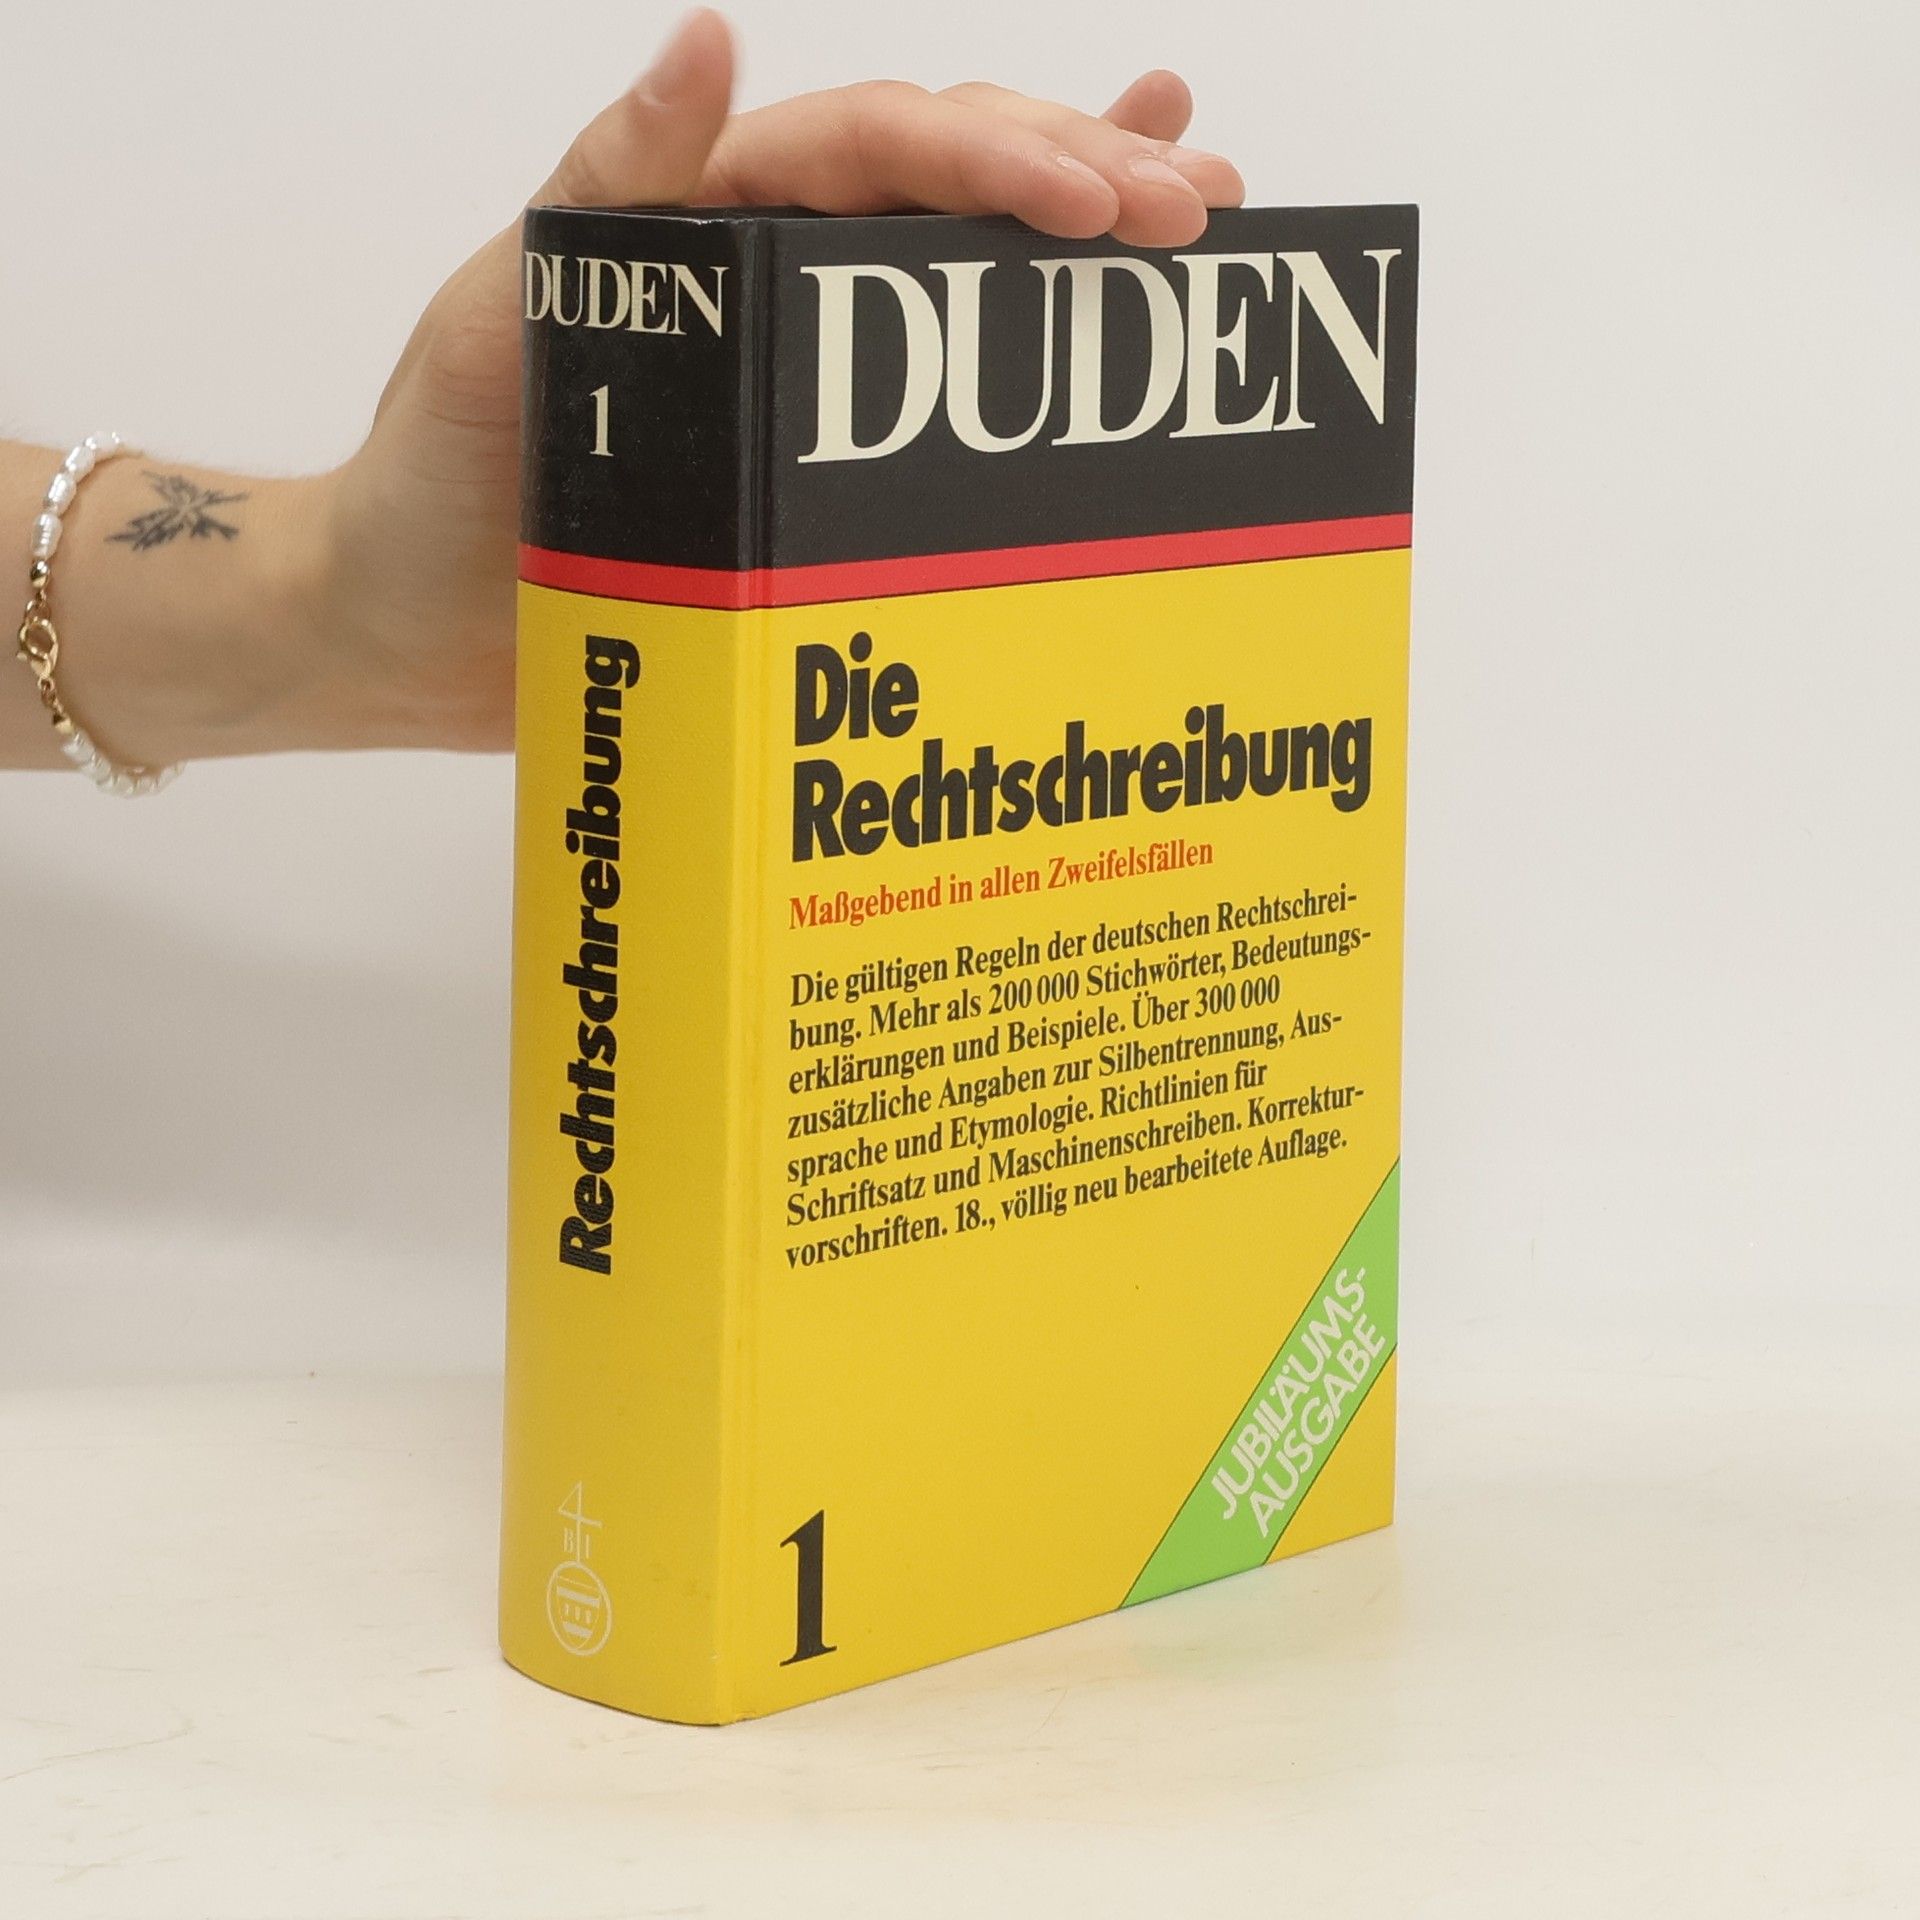 DUDEN
1
Rechtschreibung
B I
DUDEN
Die
Rechtschreibung
Maßgebend in allen Zweifelsfällen
Die gültigen Regeln der deutschen Rechtschrei-
bung. Mehr als 200 000 Stichwörter, Bedeutungs-
erklärungen und Beispiele. Über 300 000
zusätzliche Angaben zur Silbentrennung, Aus-
sprache und Etymologie. Richtlinien für
Schriftsatz und Maschinenschreiben. Korrektur-
vorschriften. 18., völlig neu bearbeitete Auflage.
JUBILÄUMS-
AUSGABE
1